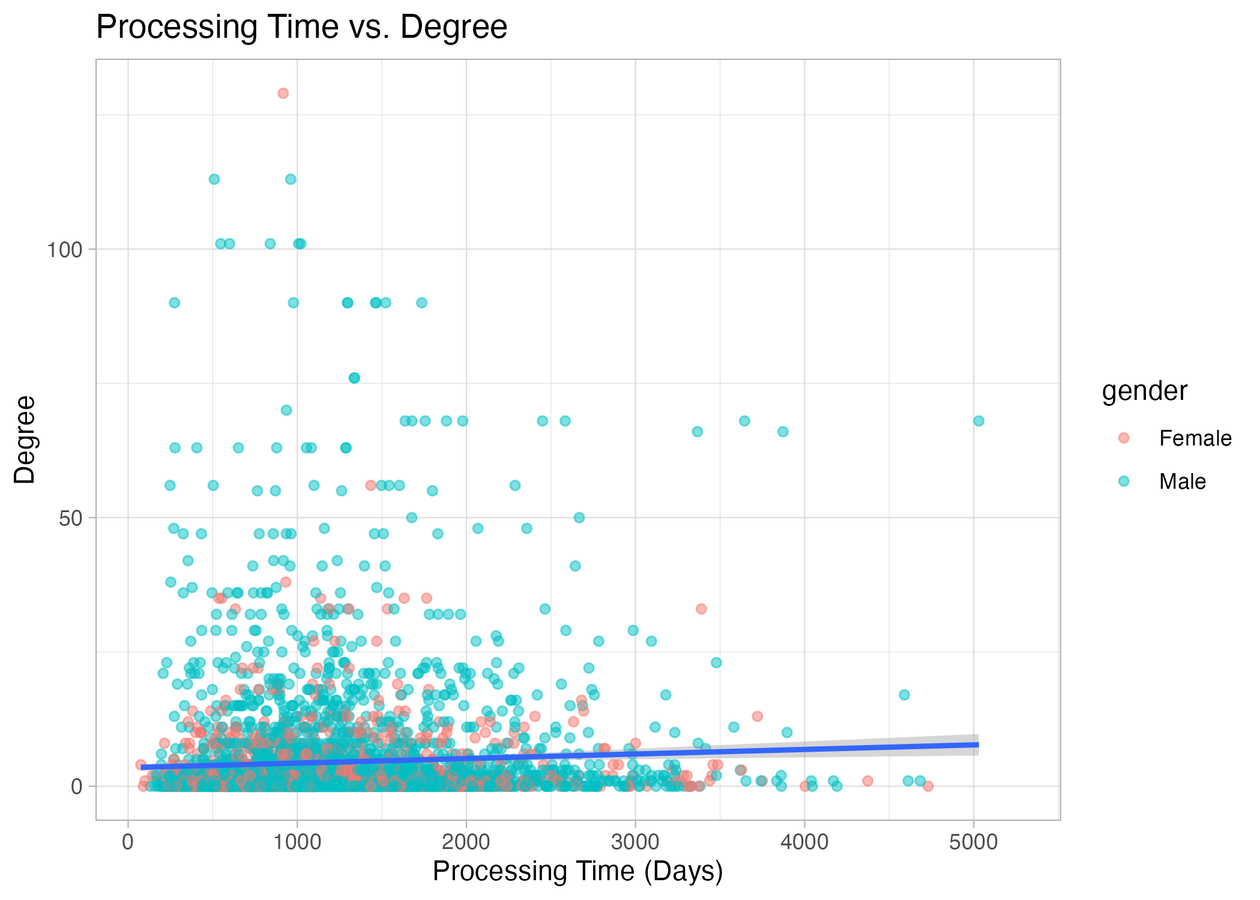 Processing Time vs. Degree
100
50
0
Degree
0 1000 2000 3000 4000 5000
Processing Time (Days)
gender
Female
Male